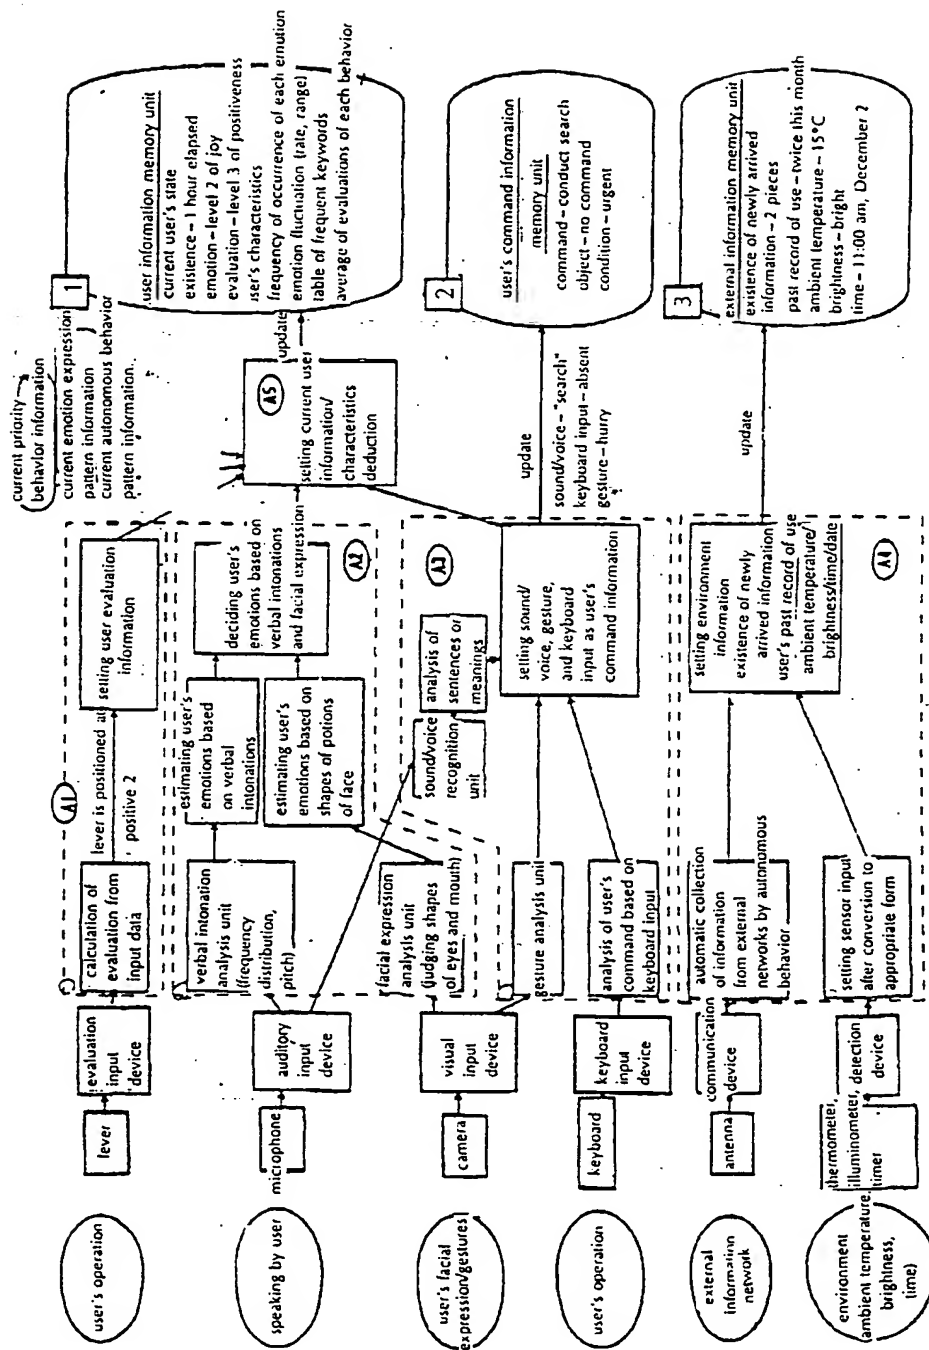 user's operation
speaking by user
user's facial
expression/gestures
user's operation
external
information
network
environment
(ambient temperature,
brightness,
time)
lever
microphone
camera
keyboard
antenna
thermometer,
illuminometer,
timer
evaluation
input
device
auditory
input
device
visual
input
device
keyboard
input
device
communication
device
detection
device
A1
calculation of
evaluation from
input data
lever is positioned at
positive 2
setting user evaluation
information
verbal intonation
analysis unit
(frequency
distribution,
pitch)
estimating user's
emotions based
on verbal
intonations
facial expression
analysis unit
(judging shapes
of eyes and mouth)
estimating user's
emotions based on
shapes of potions
of face
deciding user's
emotions based on
verbal intonations
and facial expression
A2
A3
sound/voice
recognition
unit
analysis of
sentences or
meanings
gesture analysis unit
analysis of user's
command based on
keyboard input
setting sound/
voice, gesture,
and keyboard
input as user's
command information
automatic collection
of information
from external
networks by autonomous
behavior
setting sensor input
after conversion to
appropriate form
setting environment
information
existence of newly
arrived information
user's past record of use
ambient temperature/
brightness/time/date
A4
current priority
behavior information
current emotion expression
pattern information
current autonomous behavior
pattern information
A5
setting current user
information/
characteristics
deduction
update
update
sound/voice – "search"
keyboard input – absent
gesture – hurry
update
1
user information memory unit
current user's state
existence – 1 hour elapsed
emotion – level 2 of joy
evaluation – level 3 of positiveness
user's characteristics
frequency of occurrence of each emotion
emotion fluctuation (rate, range)
table of frequent keywords
average of evaluations of each behavior
2
user's command information
memory unit
command – conduct search
object – no command
condition – urgent
3
external information memory unit
existence of newly arrived
information – 2 pieces
past record of use – twice this month
ambient temperature – 15°C
brightness – bright
time – 11:00 am, December 2